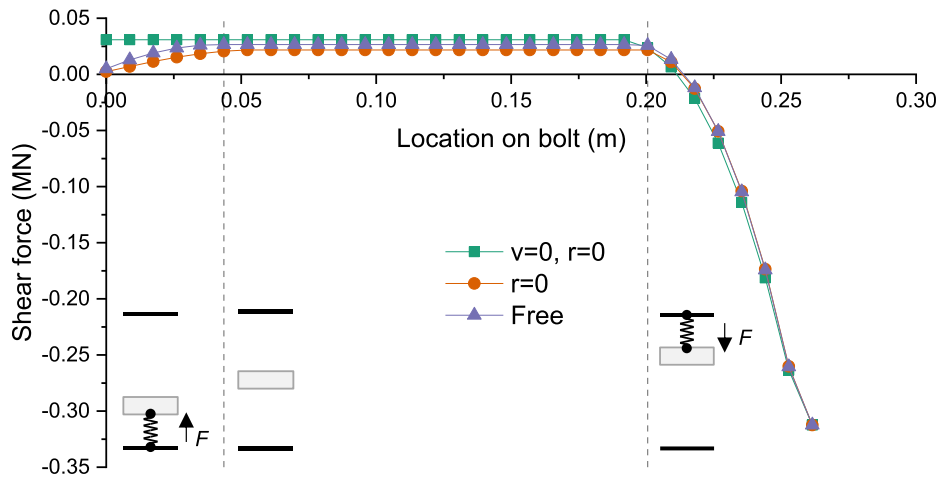 0.05
0.00
-0.05
-0.10
-0.15
-0.20
-0.25
-0.30
-0.35
Shear force (MN)
0.00 0.05 0.10 0.15 0.20 0.25 0.30
Location on bolt (m)
v=0, r=0
r=0
Free
F
F